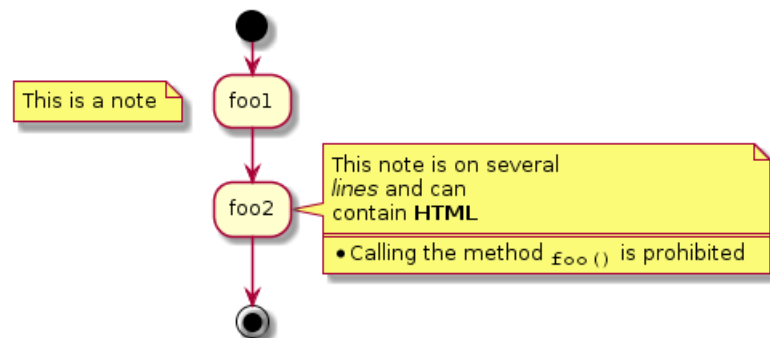 This is a note
foo1
foo2
This note is on several
lines and can
contain HTML
Calling the method foo() is prohibited